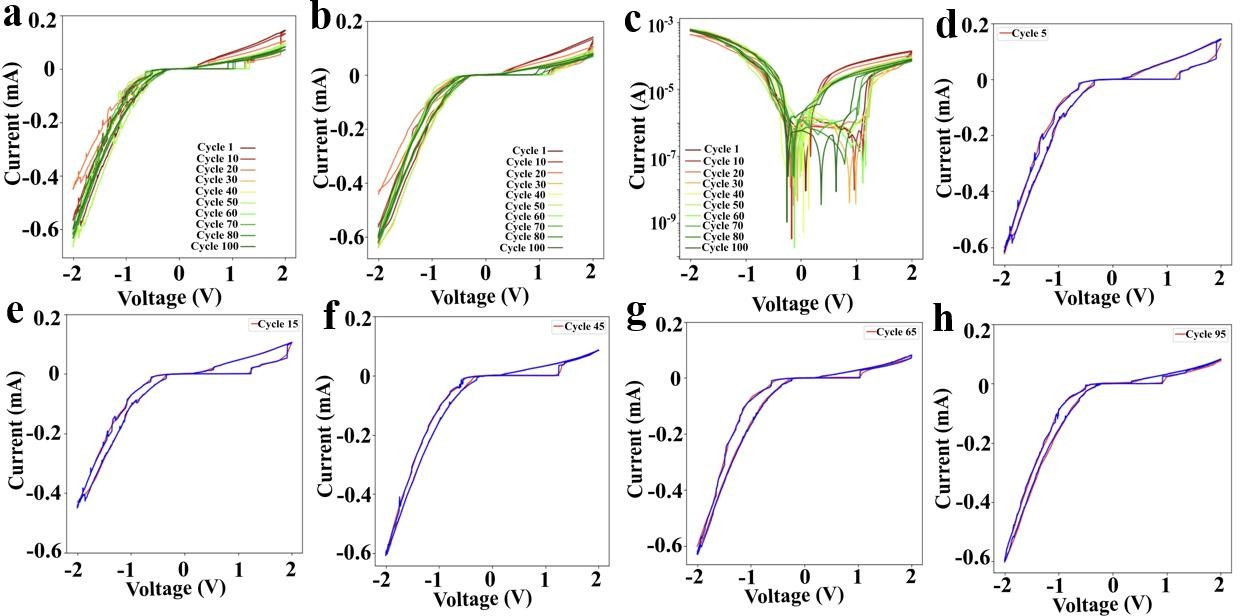 a
0.2
0
-0.2
-0.4
-0.6
Current (mA)
Cycle 1
Cycle 10
Cycle 20
Cycle 30
Cycle 40
Cycle 50
Cycle 60
Cycle 70
Cycle 80
Cycle 100
-2 -1 0 1 2
Voltage (V)
b
0.2
0
-0.2
-0.4
-0.6
Current (mA)
Cycle 1
Cycle 10
Cycle 20
Cycle 30
Cycle 40
Cycle 50
Cycle 60
Cycle 70
Cycle 80
Cycle 100
-2 -1 0 1 2
Voltage (V)
c
10-3
10-5
10-7
10-9
Current (A)
Cycle 1
Cycle 10
Cycle 20
Cycle 30
Cycle 40
Cycle 50
Cycle 60
Cycle 70
Cycle 80
Cycle 100
-2 -1 0 1 2
Voltage (V)
d
0.2
0
-0.2
-0.4
-0.6
Current (mA)
Cycle 5
-2 -1 0 1 2
Voltage (V)
e
0.2
0
-0.2
-0.4
-0.6
Current (mA)
Cycle 15
-2 -1 0 1 2
Voltage (V)
f
0.2
0
-0.2
-0.4
-0.6
Current (mA)
Cycle 45
-2 -1 0 1 2
Voltage (V)
g
0.2
0
-0.2
-0.4
-0.6
Current (mA)
Cycle 65
-2 -1 0 1 2
Voltage (V)
h
0.2
0
-0.2
-0.4
-0.6
Current (mA)
Cycle 95
-2 -1 0 1 2
Voltage (V)